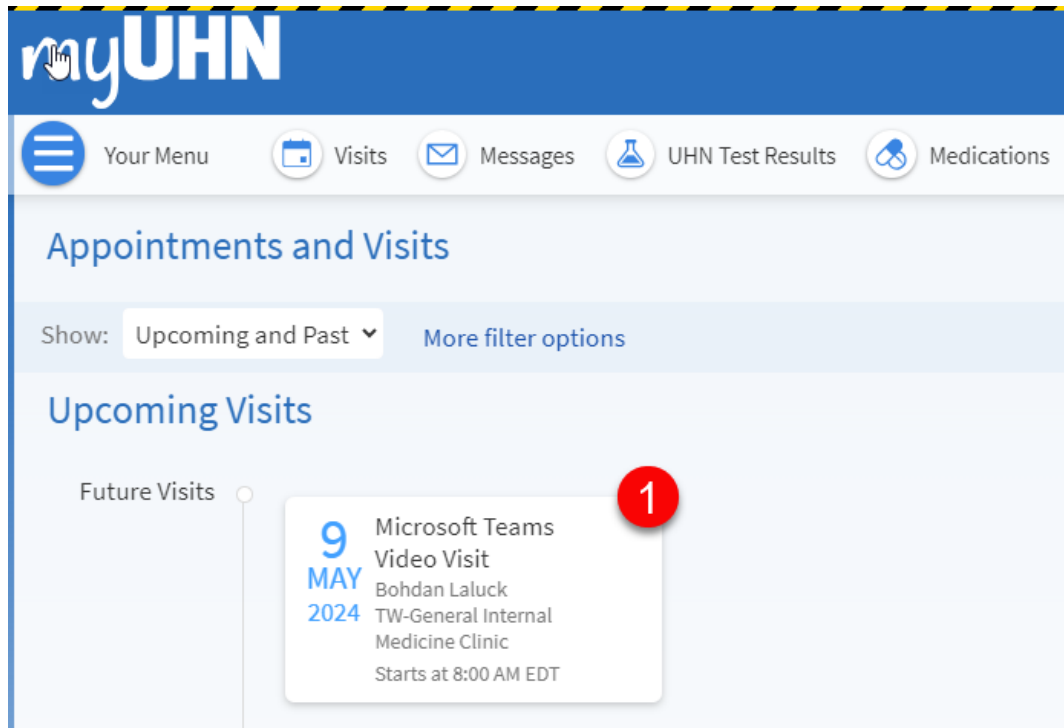 myUHN
Your Menu Visits Messages UHN Test Results Medications
Appointments and Visits
Show: Upcoming and Past More filter options
Upcoming Visits
Future Visits
1
9
MAY
2024
Microsoft Teams
Video Visit
Bohdan Laluck
TW-General Internal
Medicine Clinic
Starts at 8:00 AM EDT